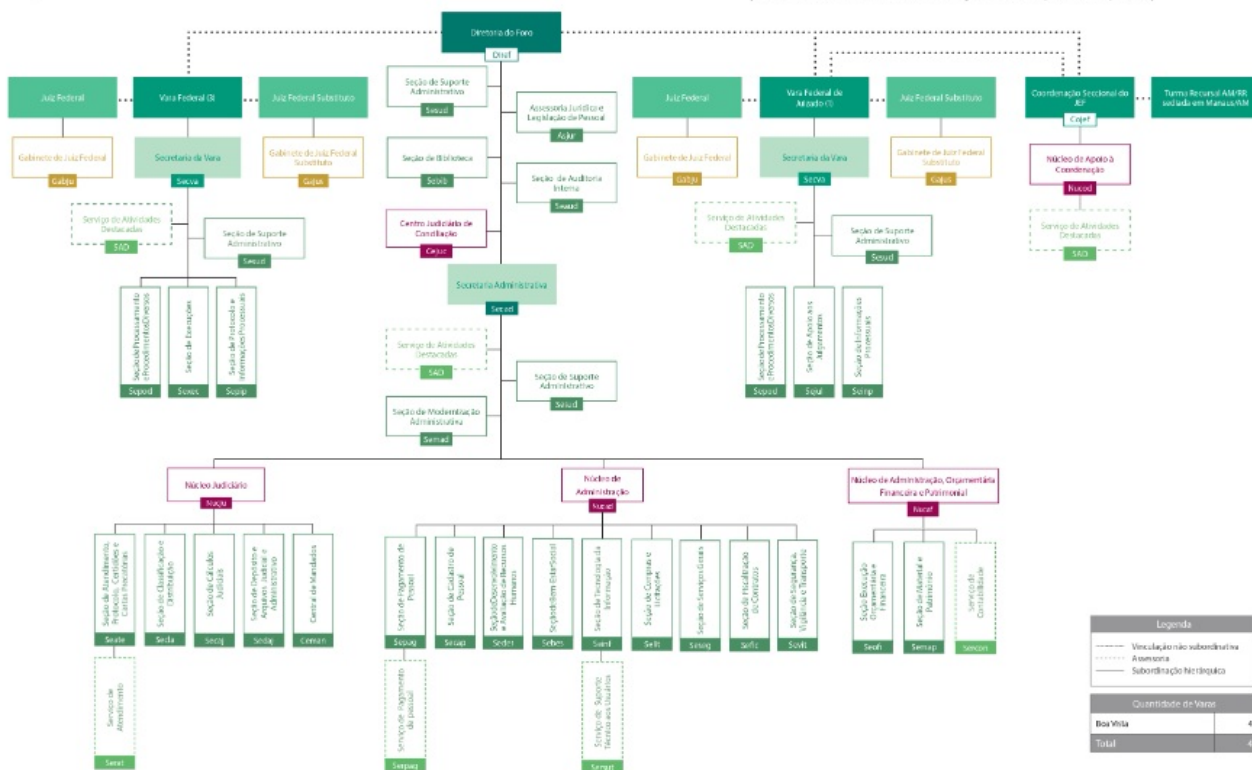 Diretoria do Foro
Diref
Juiz Federal
Vara Federal (3)
Juiz Federal Substituto
Gabinete de Juiz Federal
Gabju
Secretaria da Vara
Secva
Gabinete de Juiz Federal
Substituto
Gajus
Serviço de Atividades
Destacadas
SAD
Seção de Suporte
Administrativo
Sesud
Seção de Processamento
e Procedimentos Diversos
Sepod
Seção de Execuções
Sexec
Seção de Protocolo e
Informações Processuais
Sepip
Seção de Suporte
Administrativo
Sesud
Assessoria Jurídica e
Legislação de Pessoal
Asjur
Seção de Biblioteca
Sebib
Seção de Auditoria
Interna
Seaud
Centro Judiciária de
Conciliação
Cejuc
Secretaria Administrativa
Secad
Serviço de Atividades
Destacadas
SAD
Seção de Suporte
Administrativo
Sesud
Seção de Modernização
Administrativa
Semad
Juiz Federal
Vara Federal de
Juizado (1)
Juiz Federal Substituto
Gabinete de Juiz Federal
Gabju
Secretaria da Vara
Secva
Gabinete de Juiz Federal
Substituto
Gajus
Serviço de Atividades
Destacadas
SAD
Seção de Suporte
Administrativo
Sesud
Seção de Processamento
e Procedimentos Diversos
Sepod
Seção de Apoio aos
Julgamentos
Sejul
Seção de Informações
Processuais
Seinp
Coordenação Seccional do
JEF
Cojef
Turma Recursal AM/RR
sediada em Manaus/AM
Núcleo de Apoio à
Coordenação
Nucod
Serviço de Atividades
Destacadas
SAD
Núcleo Judiciário
Nucju
Seção de Atendimento,
Protocolo, Certidões e
Cartas Precatórias
Seate
Serviço de
Atendimento
Seção de Classificação e
Distribuição
Secla
Seção de Cálculos
Judiciais
Secaj
Seção de Depósito e
Arquivos Judicial e
Administrativo
Sedaj
Central de Mandados
Ceman
Núcleo de
Administração
Nucad
Seção de Pagamento de
Pessoal
Sepag
Serviço de Pagamento
de pessoal
Serpag
Seção de Cadastro de
Pessoal
Secap
Seção de Desenvolvimento
e Avaliação de Recursos
Humanos
Seder
Seção de Bem-Estar Social
Sebes
Seção de Tecnologia da
Informação
Seinf
Serviço de Suporte
Técnico aos Usuários
Seção de Compras e
Licitações
Selit
Seção de Serviços Gerais
Seseg
Seção de Fiscalização
de Contratos
Sefic
Seção de Segurança,
Vigilância e Transporte
Sevit
Núcleo de Administração, Orçamentária
Financeira e Patrimonial
Nucaf
Seção Execução
Orçamentária e
Financeira
Seofi
Seção de Material e
Patrimônio
Semap
Serviço de
Contabilidade
Sercon
Legenda
Vinculação não subordinativa
Assessoria
Subordinação hierárquica
Quantidade de Varas
Boa Vista 4
Total 4